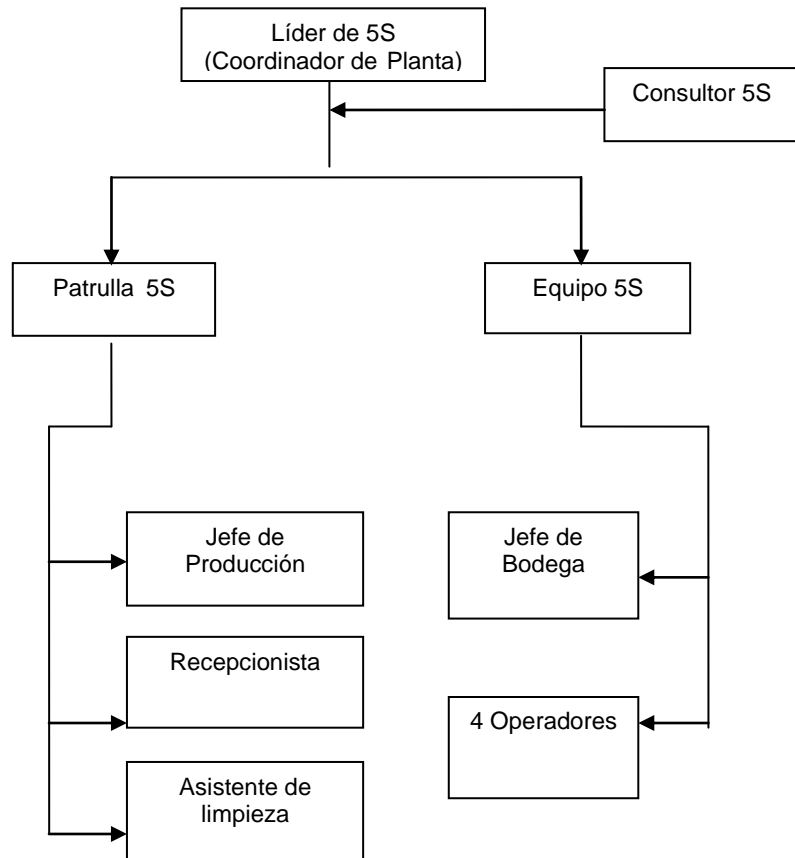 Líder de 5S
(Coordinador de Planta)
Consultor 5S
Patrulla 5S
Equipo 5S
Jefe de
Producción
Jefe de
Bodega
Recepcionista
4 Operadores
Asistente de
limpieza